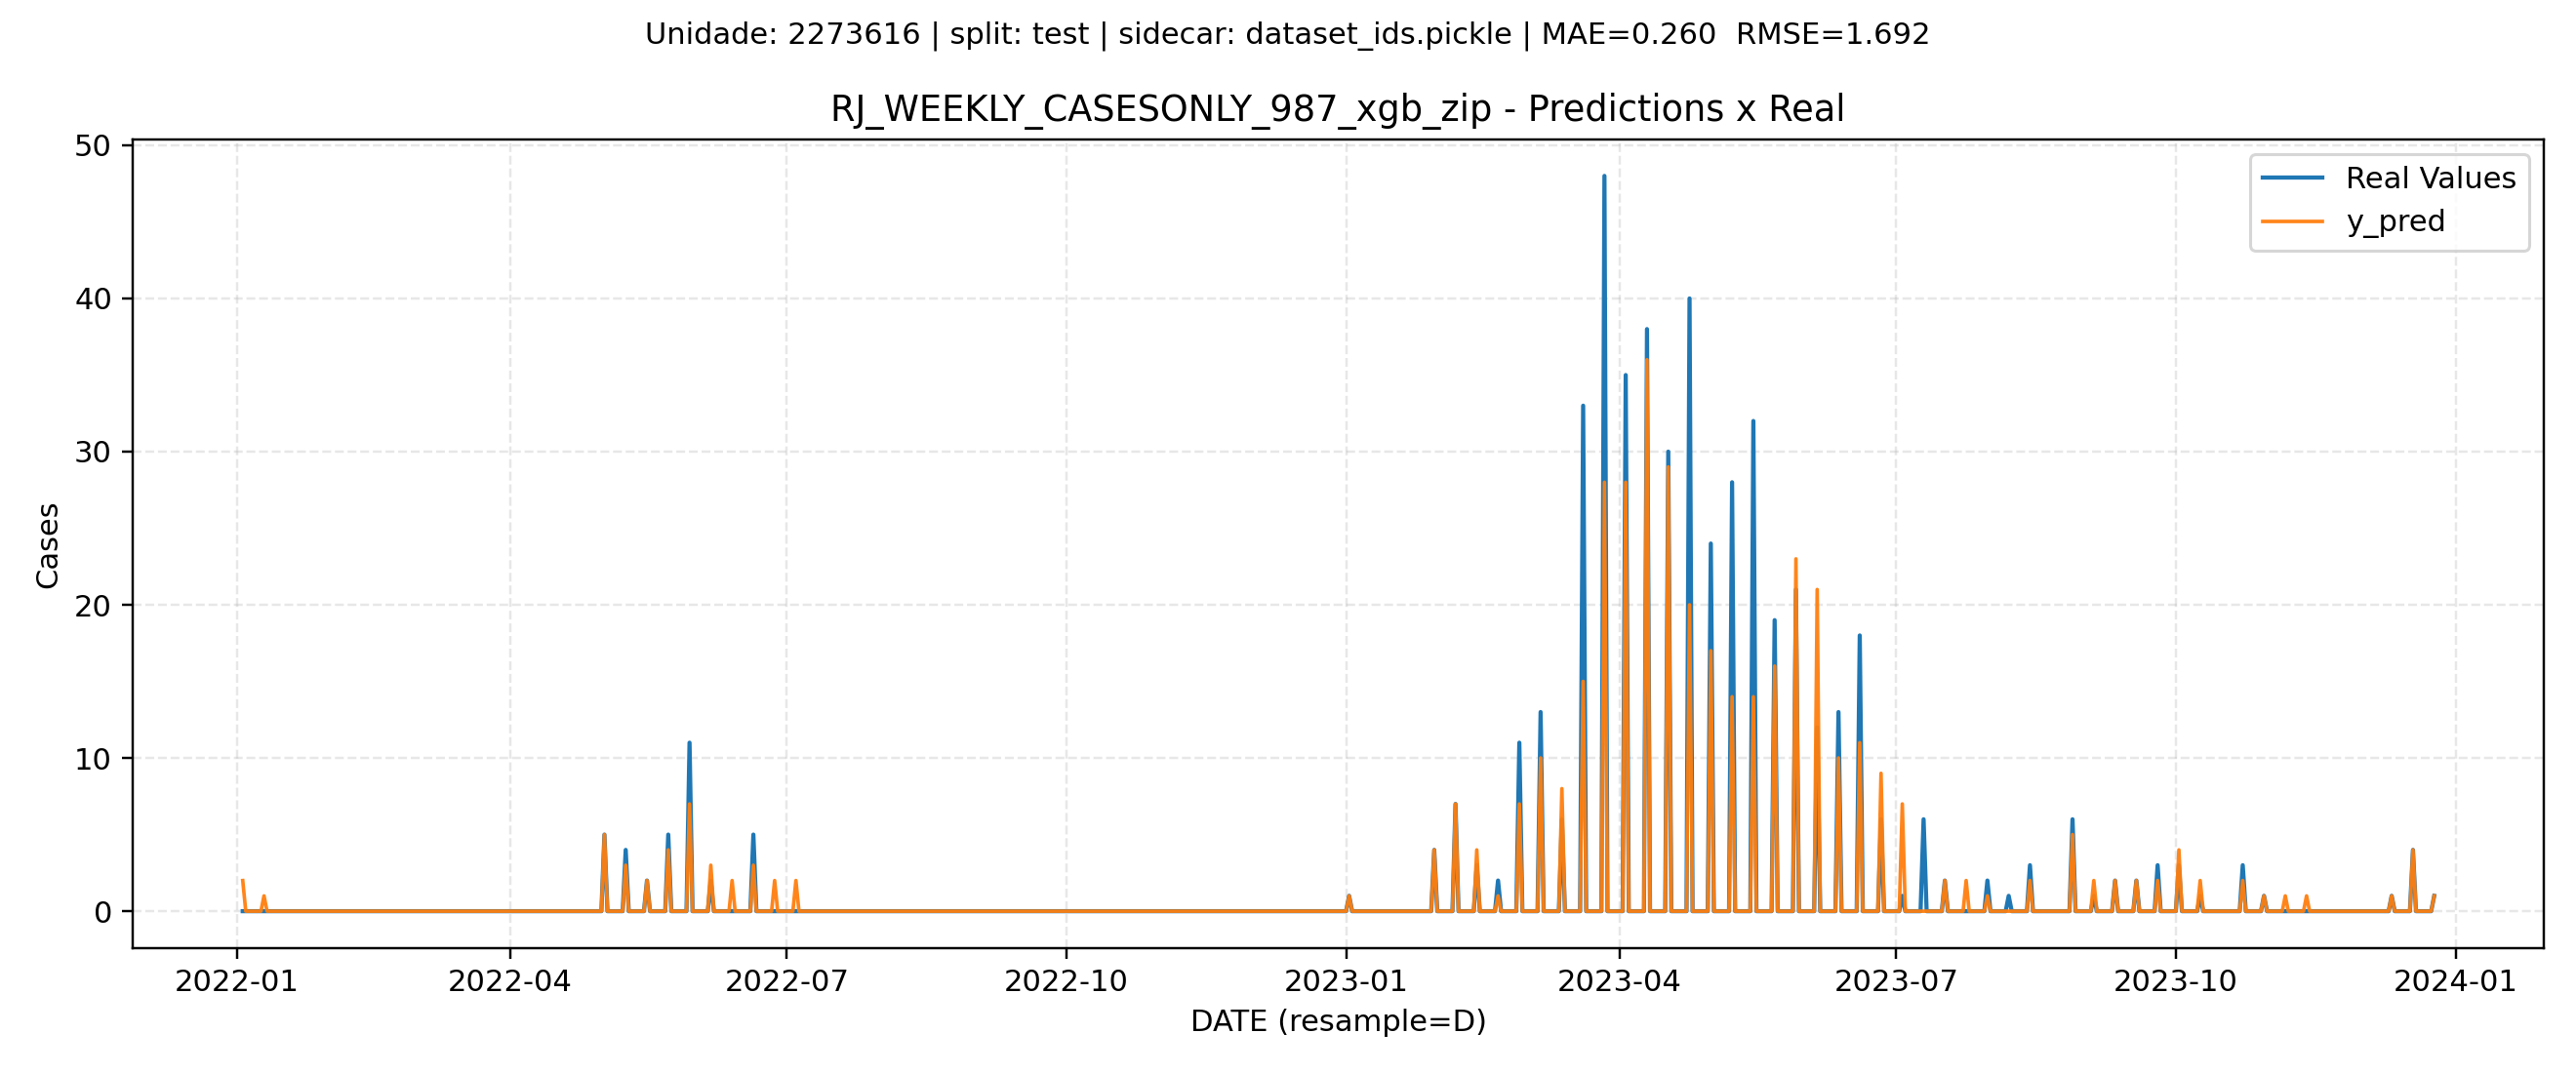 Unidade: 2273616 | split: test | sidecar: dataset_ids.pickle | MAE=0.260  RMSE=1.692
RJ_WEEKLY_CASESONLY_987_xgb_zip - Predictions x Real
50
40
30
20
10
0
Cases
Real Values
y_pred
2022-01 2022-04 2022-07 2022-10 2023-01 2023-04 2023-07 2023-10 2024-01
DATE (resample=D)